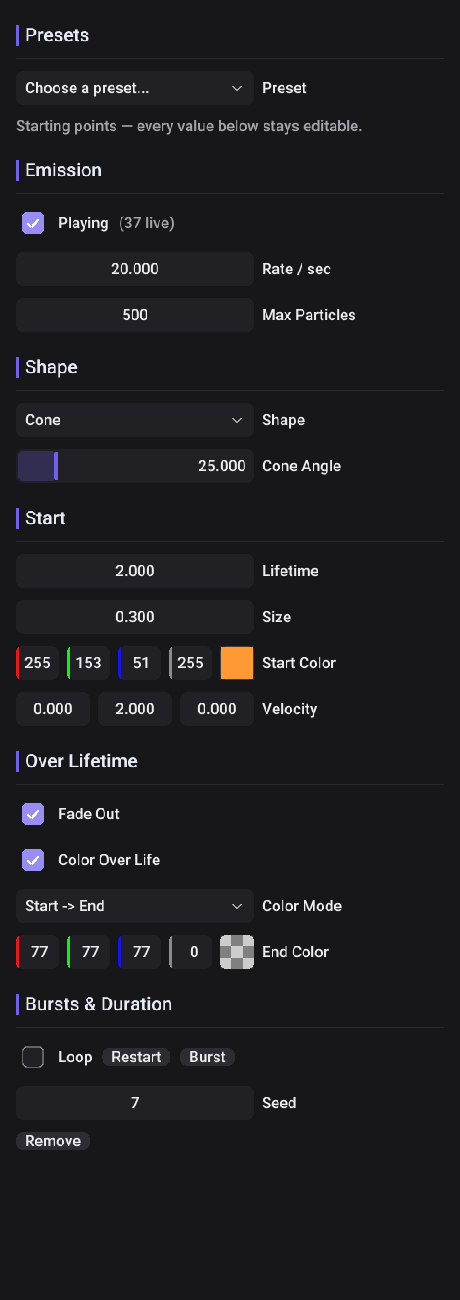 Presets
Choose a preset... Preset
Starting points — every value below stays editable.
Emission
Playing (37 live)
20.000 Rate / sec
500 Max Particles
Shape
Cone Shape
25.000 Cone Angle
Start
2.000 Lifetime
0.300 Size
255 153 51 255 Start Color
0.000 2.000 0.000 Velocity
Over Lifetime
Fade Out
Color Over Life
Start -> End Color Mode
77 77 77 0 End Color
Bursts & Duration
Loop Restart Burst
7 Seed
Remove